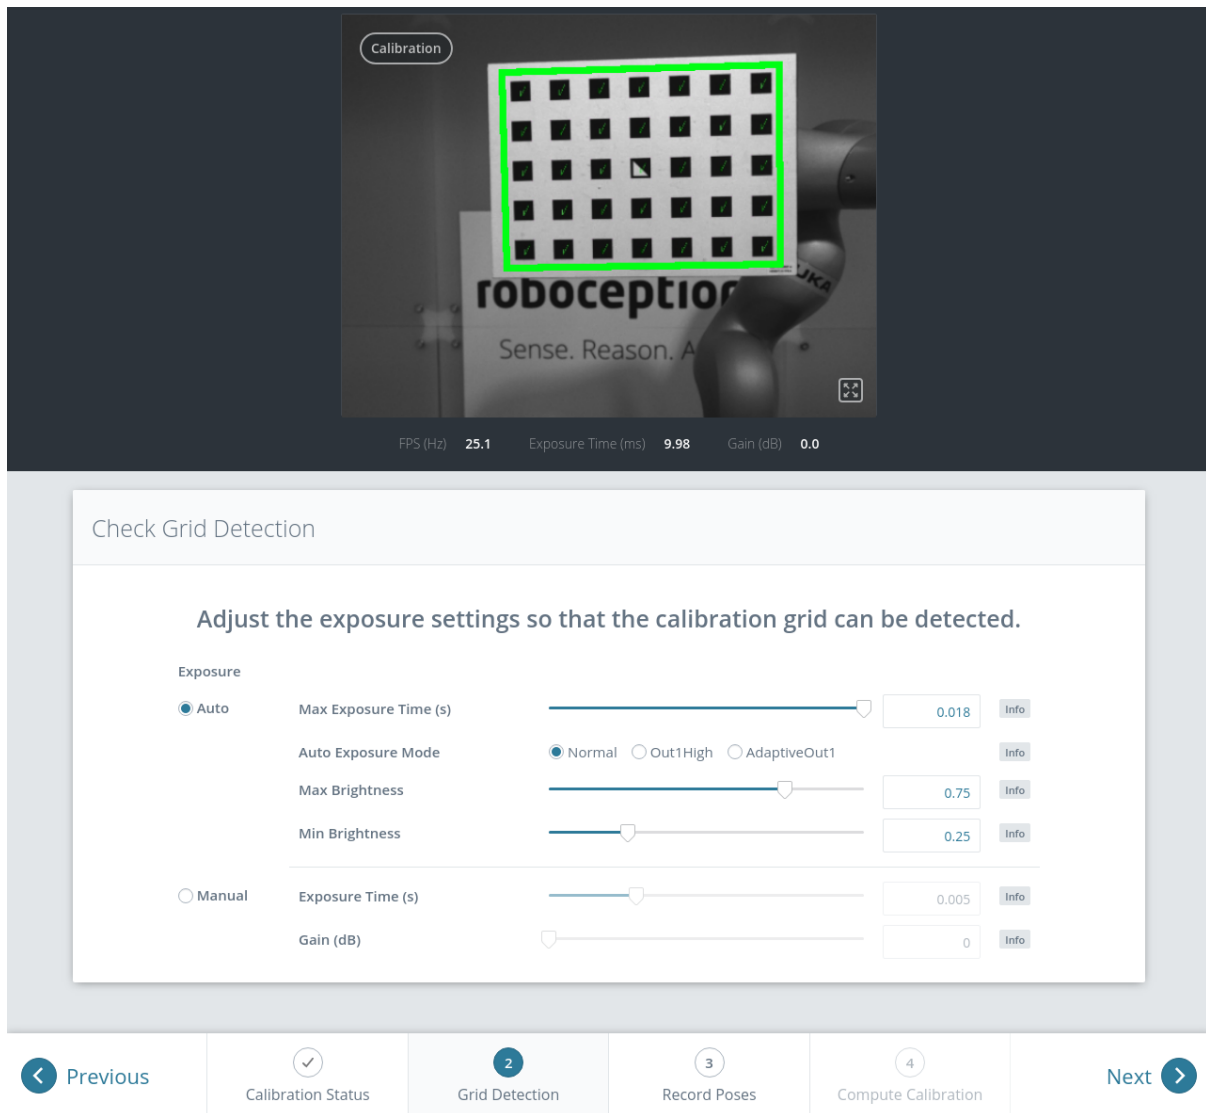 Calibration
roboception
Sense. Reason. A
FPS (Hz) 25.1 Exposure Time (ms) 9.98 Gain (dB) 0.0
Check Grid Detection
Adjust the exposure settings so that the calibration grid can be detected.
Exposure
Auto Max Exposure Time (s) 0.018 Info
Auto Exposure Mode Normal Out1High AdaptiveOut1 Info
Max Brightness 0.75 Info
Min Brightness 0.25 Info
Manual Exposure Time (s) 0.005 Info
Gain (dB) 0 Info
Previous
Calibration Status
2 Grid Detection
3 Record Poses
4 Compute Calibration
Next